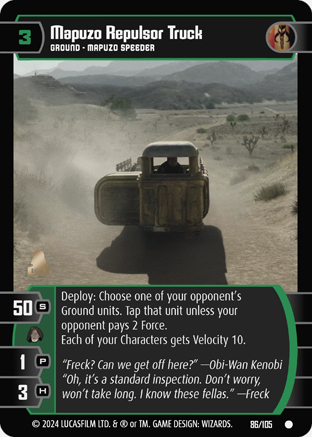 3 Mapuzo Repulsor Truck
GROUND - MAPUZO SPEEDER
50 S
1 P
3 H
Deploy: Choose one of your opponent's
Ground units. Tap that unit unless your
opponent pays 2 Force.
Each of your Characters gets Velocity 10.
"Freck? Can we get off here?" —Obi-Wan Kenobi
"Oh, it's a standard inspection. Don't worry,
won't take long. I know these fellas." —Freck
© 2024 LUCASFILM LTD. & ® or TM. GAME DESIGN: WIZARDS. 86/105